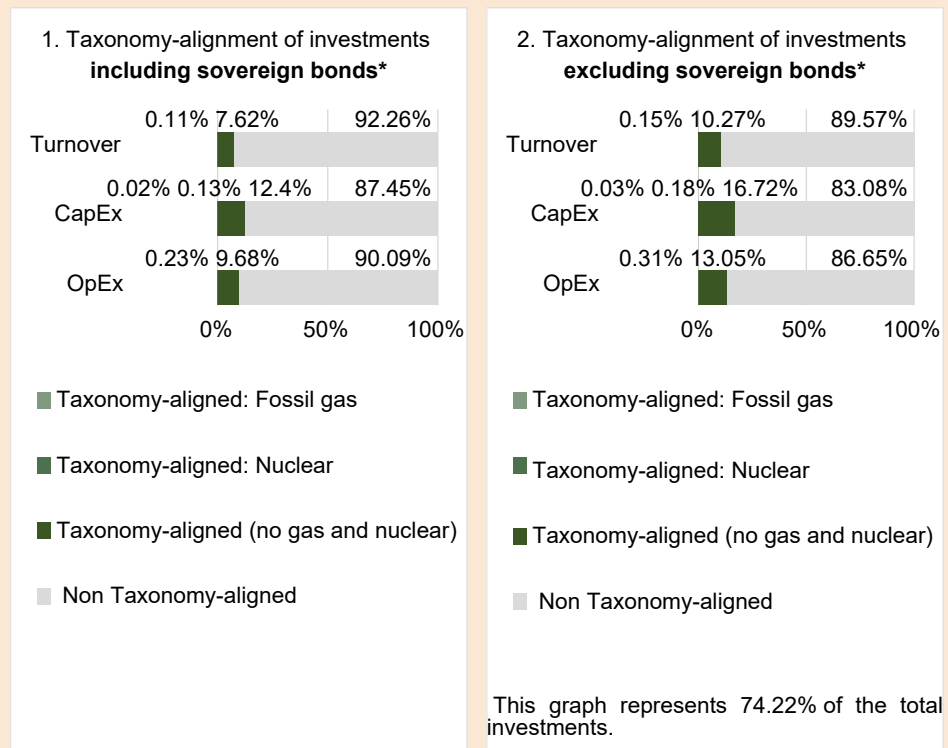 1. Taxonomy-alignment of investments
including sovereign bonds*
0.11% 7.62% 92.26%
Turnover
0.02% 0.13% 12.4% 87.45%
CapEx
0.23% 9.68% 90.09%
OpEx
0% 50% 100%
Taxonomy-aligned: Fossil gas
Taxonomy-aligned: Nuclear
Taxonomy-aligned (no gas and nuclear)
Non Taxonomy-aligned
2. Taxonomy-alignment of investments
excluding sovereign bonds*
0.15% 10.27% 89.57%
Turnover
0.03% 0.18% 16.72% 83.08%
CapEx
0.31% 13.05% 86.65%
OpEx
0% 50% 100%
Taxonomy-aligned: Fossil gas
Taxonomy-aligned: Nuclear
Taxonomy-aligned (no gas and nuclear)
Non Taxonomy-aligned
This graph represents 74.22% of the total
investments.